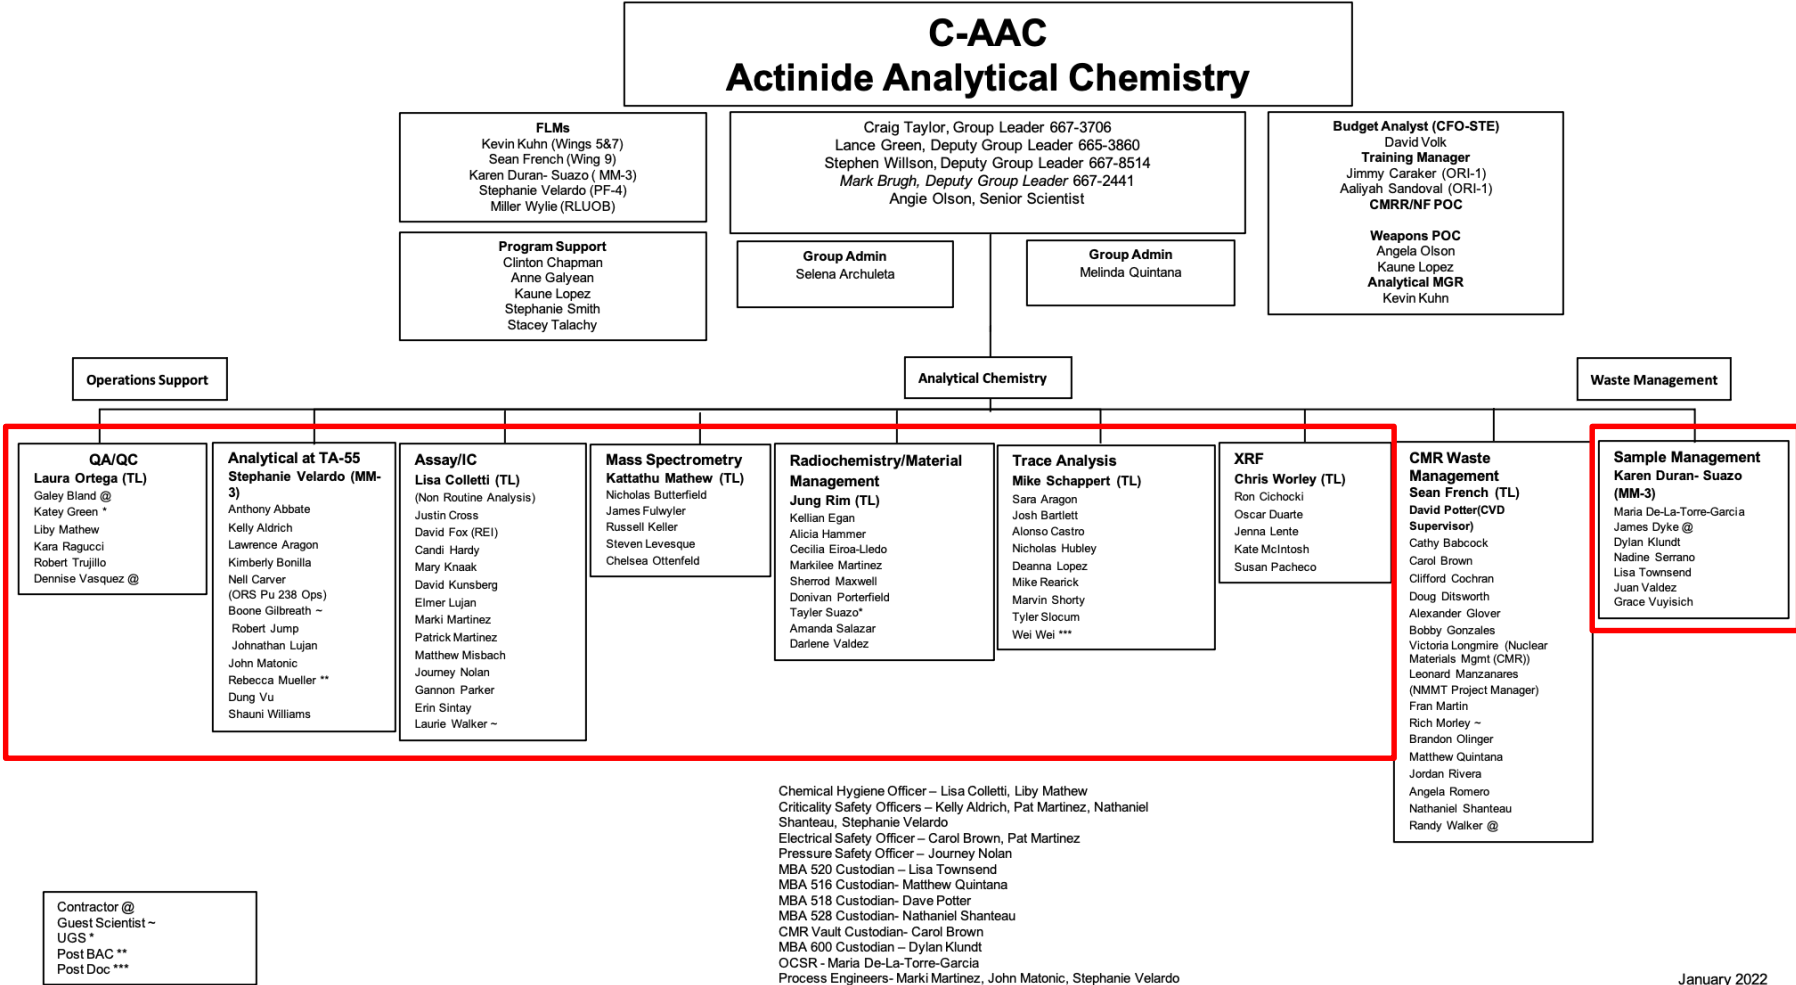 C-AAC
Actinide Analytical Chemistry
FLMs
Kevin Kuhn (Wings 5&7)
Sean French (Wing 9)
Karen Duran- Suazo ( MM-3)
Stephanie Velardo (PF-4)
Miller Wylie (RLUOB)
Craig Taylor, Group Leader 667-3706
Lance Green, Deputy Group Leader 665-3860
Stephen Willson, Deputy Group Leader 667-8514
Mark Brugh, Deputy Group Leader 667-2441
Angie Olson, Senior Scientist
Budget Analyst (CFO-STE)
David Volk
Training Manager
Jimmy Caraker (ORI-1)
Aaliyah Sandoval (ORI-1)
CMRR/NF POC
Weapons POC
Angela Olson
Kaune Lopez
Analytical MGR
Kevin Kuhn
Program Support
Clinton Chapman
Anne Galyean
Kaune Lopez
Stephanie Smith
Stacey Talachy
Group Admin
Selena Archuleta
Group Admin
Melinda Quintana
Operations Support
Analytical Chemistry
Waste Management
QA/QC
Laura Ortega (TL)
Galey Bland @
Katey Green *
Liby Mathew
Kara Ragucci
Robert Trujillo
Dennise Vasquez @
Analytical at TA-55
Stephanie Velardo (MM-
3)
Anthony Abbate
Kelly Aldrich
Lawrence Aragon
Kimberly Bonilla
Nell Carver
(ORS Pu 238 Ops)
Boone Gilbreath ~
Robert Jump
Johnathan Lujan
John Matonic
Rebecca Mueller **
Dung Vu
Shauni Williams
Assay/IC
Lisa Colletti (TL)
(Non Routine Analysis)
Justin Cross
David Fox (REI)
Candi Hardy
Mary Knaak
David Kunsberg
Elmer Lujan
Marki Martinez
Patrick Martinez
Matthew Misbach
Journey Nolan
Gannon Parker
Erin Sintay
Laurie Walker ~
Mass Spectrometry
Kattathu Mathew (TL)
Nicholas Butterfield
James Fulwyler
Russell Keller
Steven Levesque
Chelsea Ottenfeld
Radiochemistry/Material
Management
Jung Rim (TL)
Kellian Egan
Alicia Hammer
Cecilia Eiroa-Lledo
Markilee Martinez
Sherrod Maxwell
Donivan Porterfield
Tayler Suazo*
Amanda Salazar
Darlene Valdez
Trace Analysis
Mike Schappert (TL)
Sara Aragon
Josh Bartlett
Alonso Castro
Nicholas Hubley
Deanna Lopez
Mike Rearick
Marvin Shorty
Tyler Slocum
Wei Wei ***
XRF
Chris Worley (TL)
Ron Cichocki
Oscar Duarte
Jenna Lente
Kate McIntosh
Susan Pacheco
CMR Waste
Management
Sean French (TL)
David Potter(CVD
Supervisor)
Cathy Babcock
Carol Brown
Clifford Cochran
Doug Ditsworth
Alexander Glover
Bobby Gonzales
Victoria Longmire (Nuclear
Materials Mgmt (CMR))
Leonard Manzanares
(NMMT Project Manager)
Fran Martin
Rich Morley ~
Brandon Olinger
Matthew Quintana
Jordan Rivera
Angela Romero
Nathaniel Shanteau
Randy Walker @
Sample Management
Karen Duran- Suazo
(MM-3)
Maria De-La-Torre-Garcia
James Dyke @
Dylan Klundt
Nadine Serrano
Lisa Townsend
Juan Valdez
Grace Vuyisich
Chemical Hygiene Officer – Lisa Colletti, Liby Mathew
Criticality Safety Officers – Kelly Aldrich, Pat Martinez, Nathaniel
Shanteau, Stephanie Velardo
Electrical Safety Officer – Carol Brown, Pat Martinez
Pressure Safety Officer – Journey Nolan
MBA 520 Custodian – Lisa Townsend
MBA 516 Custodian- Matthew Quintana
MBA 518 Custodian- Dave Potter
MBA 528 Custodian- Nathaniel Shanteau
CMR Vault Custodian- Carol Brown
MBA 600 Custodian – Dylan Klundt
OCSR - Maria De-La-Torre-Garcia
Process Engineers- Marki Martinez, John Matonic, Stephanie Velardo
Contractor @
Guest Scientist ~
UGS *
Post BAC **
Post Doc ***
January 2022